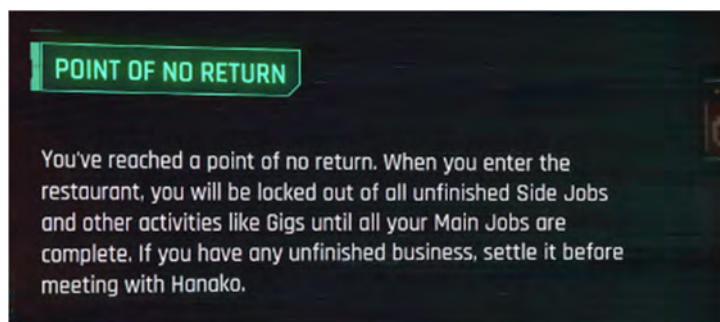 POINT OF NO RETURN
You've reached a point of no return. When you enter the
restaurant, you will be locked out of all unfinished Side Jobs
and other activities like Gigs until all your Main Jobs are
complete. If you have any unfinished business, settle it before
meeting with Hanako.